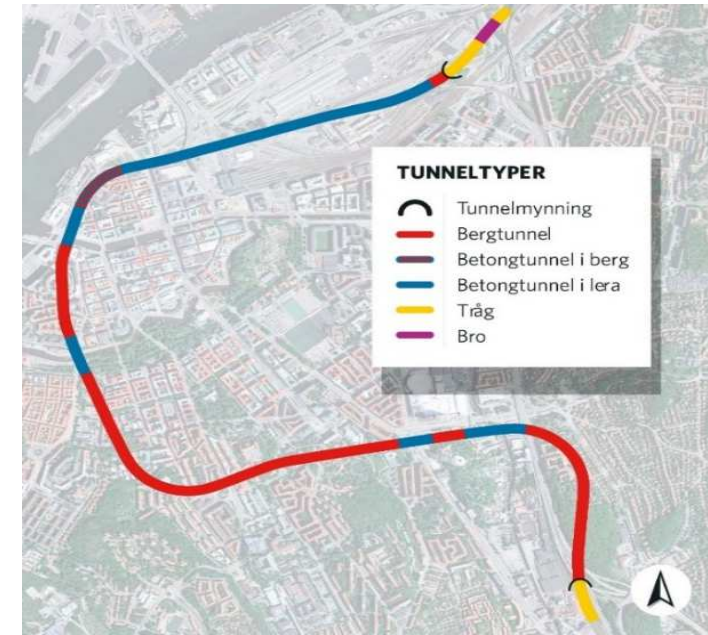 TUNNELTYPER
Tunnelmynning
Bergtunnel
Betongtunnel i berg
Betongtunnel i lera
Tråg
Bro